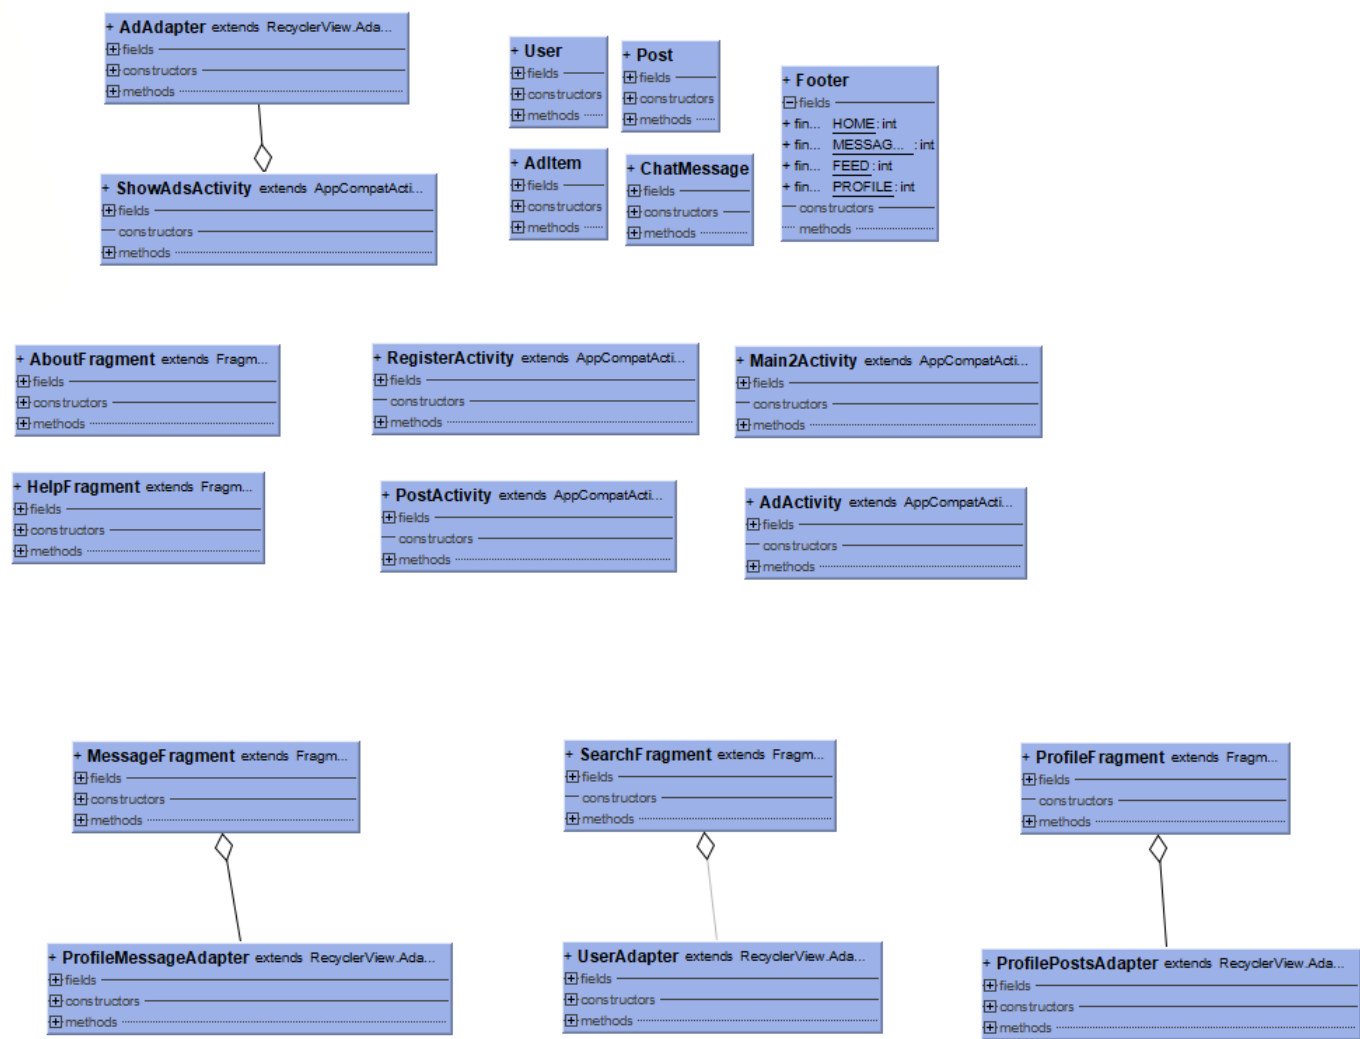 + AdAdapter extends RecyclerView.Ada...
fields
constructors
methods
+ ShowAdsActivity extends AppCompatActi...
fields
constructors
methods
+ User
fields
constructors
methods
+ Post
fields
constructors
methods
+ AdItem
fields
constructors
methods
+ ChatMessage
fields
constructors
methods
+ Footer
fields
+ fin... HOME: int
+ fin... MESSAG... : int
+ fin... FEED: int
+ fin... PROFILE: int
constructors
methods
+ AboutFragment extends Fragm...
fields
constructors
methods
+ RegisterActivity extends AppCompatActi...
fields
constructors
methods
+ Main2Activity extends AppCompatActi...
fields
constructors
methods
+ HelpFragment extends Fragm...
fields
constructors
methods
+ PostActivity extends AppCompatActi...
fields
constructors
methods
+ AdActivity extends AppCompatActi...
fields
constructors
methods
+ MessageFragment extends Fragm...
fields
constructors
methods
+ SearchFragment extends Fragm...
fields
constructors
methods
+ ProfileFragment extends Fragm...
fields
constructors
methods
+ ProfileMessageAdapter extends RecyclerView.Ada...
fields
constructors
methods
+ UserAdapter extends RecyclerView.Ada...
fields
constructors
methods
+ ProfilePostsAdapter extends RecyclerView.Ada...
fields
constructors
methods